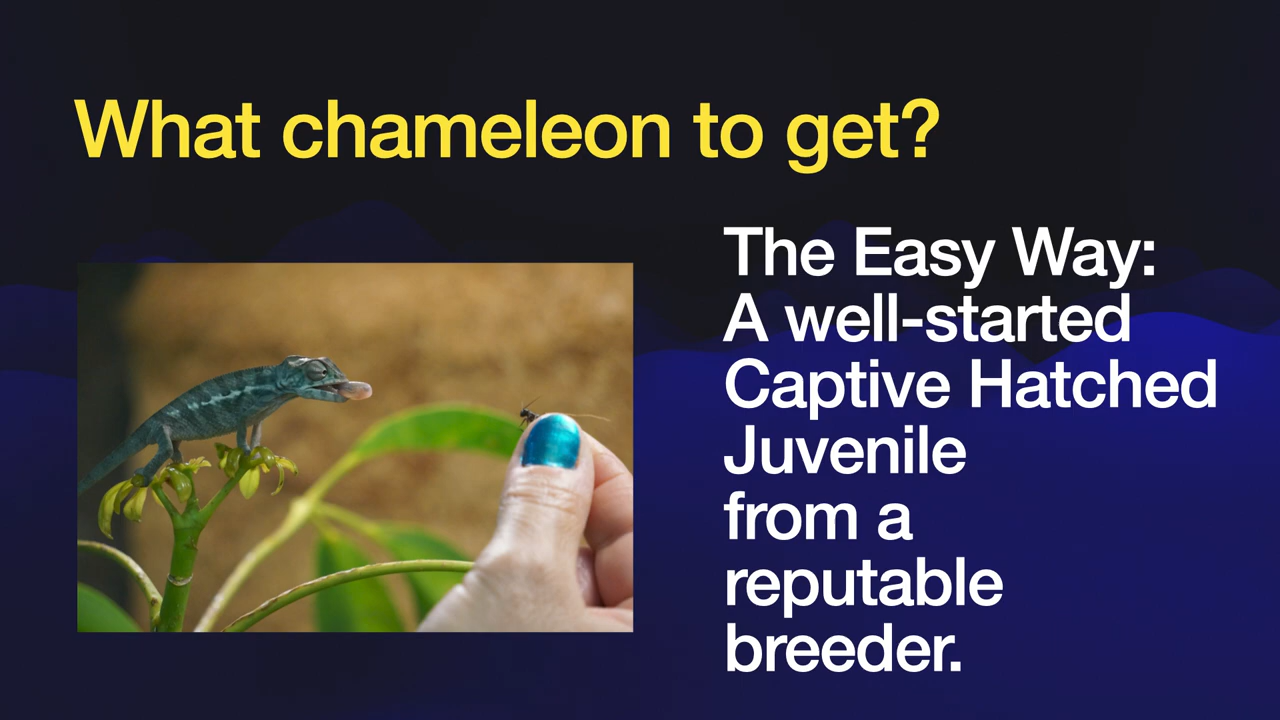 What chameleon to get?
The Easy Way:
A well-started
Captive Hatched
Juvenile
from a
reputable
breeder.